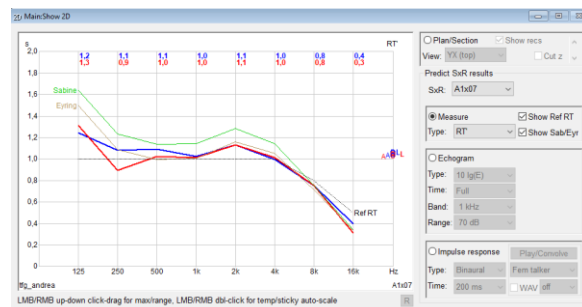 Main:Show 2D
s
RT'
2,0
1,2 1,1 1,1 1,0 1,1 1,0 0,8 0,4
1,3 0,9 1,0 1,0 1,1 1,0 0,8 0,3
1,8
Sabine
1,6
Eyring
1,4
1,2
1,0
0,8
0,6
Ref RT
0,4
0,2
125 250 500 1k 2k 4k 8k 16k Hz
tfg_andrea
A1x07
LMB/RMB up-down click-drag for max/range, LMB/RMB dbl-click for temp/sticky auto-scale
R
Plan/Section Show recs
View: YX (top) Cut z
Predict SxR results
SxR: A1x07
Measure Show Ref RT
Type: RT' Show Sab/Eyr
Echogram
Type: 10 lg(E)
Time: Full
Band: 1 kHz
Range: 70 dB
Impulse response Play/Convolve
Type: Binaural Fem talker
Time: 200 ms WAV off